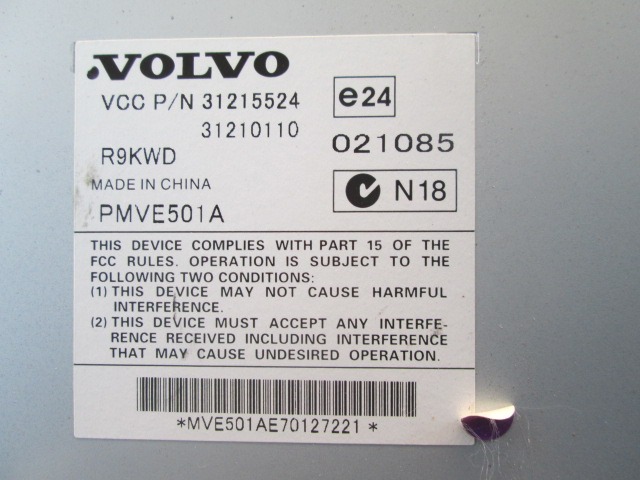 VOLVO
VCC P/N 31215524
31210110
R9KWD
MADE IN CHINA
PMVE501A
e24
021085
N18
THIS DEVICE COMPLIES WITH PART 15 OF THE
FCC RULES. OPERATION IS SUBJECT TO THE
FOLLOWING TWO CONDITIONS:
(1) THIS DEVICE MAY NOT CAUSE HARMFUL
INTERFERENCE.
(2) THIS DEVICE MUST ACCEPT ANY INTERFE-
RENCE RECEIVED INCLUDING INTERFERENCE
THAT MAY CAUSE UNDESIRED OPERATION.
*MVE501AE70127221*